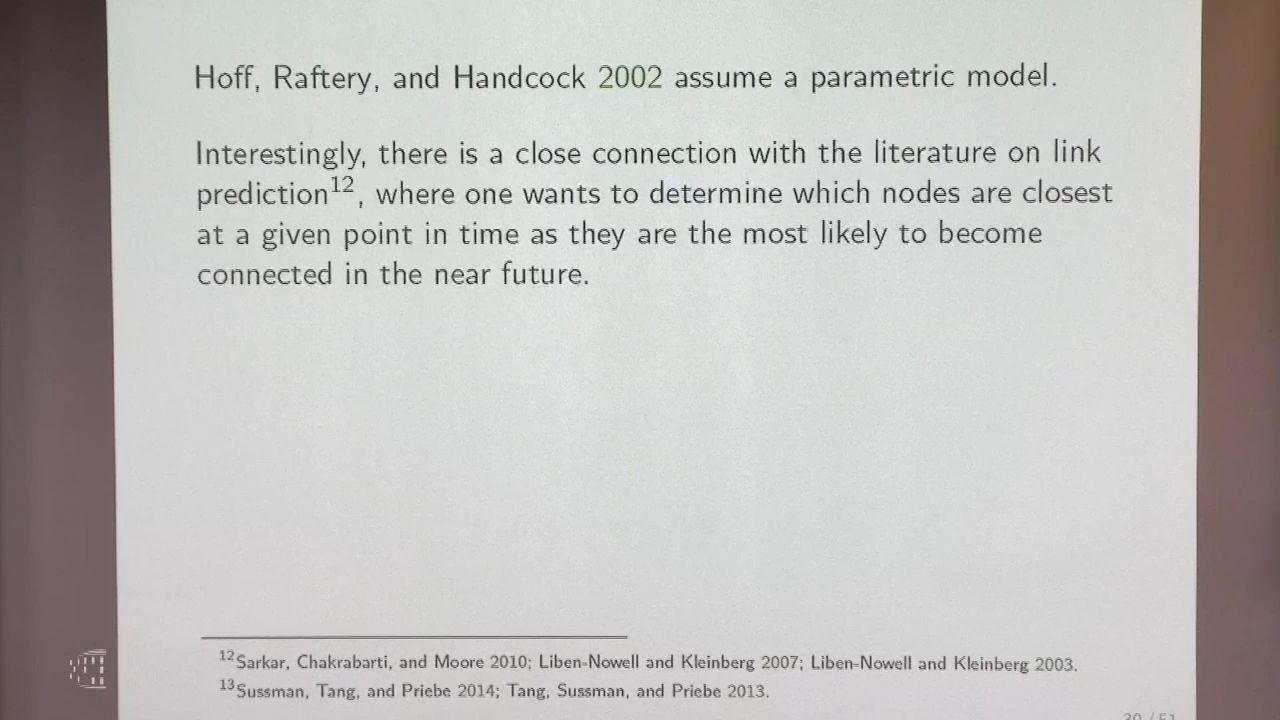 Hoff, Raftery, and Handcock 2002 assume a parametric model.
Interestingly, there is a close connection with the literature on link
prediction¹², where one wants to determine which nodes are closest
at a given point in time as they are the most likely to become
connected in the near future.
¹²Sarkar, Chakrabarti, and Moore 2010; Liben-Nowell and Kleinberg 2007; Liben-Nowell and Kleinberg 2003.
¹³Sussman, Tang, and Priebe 2014; Tang, Sussman, and Priebe 2013.